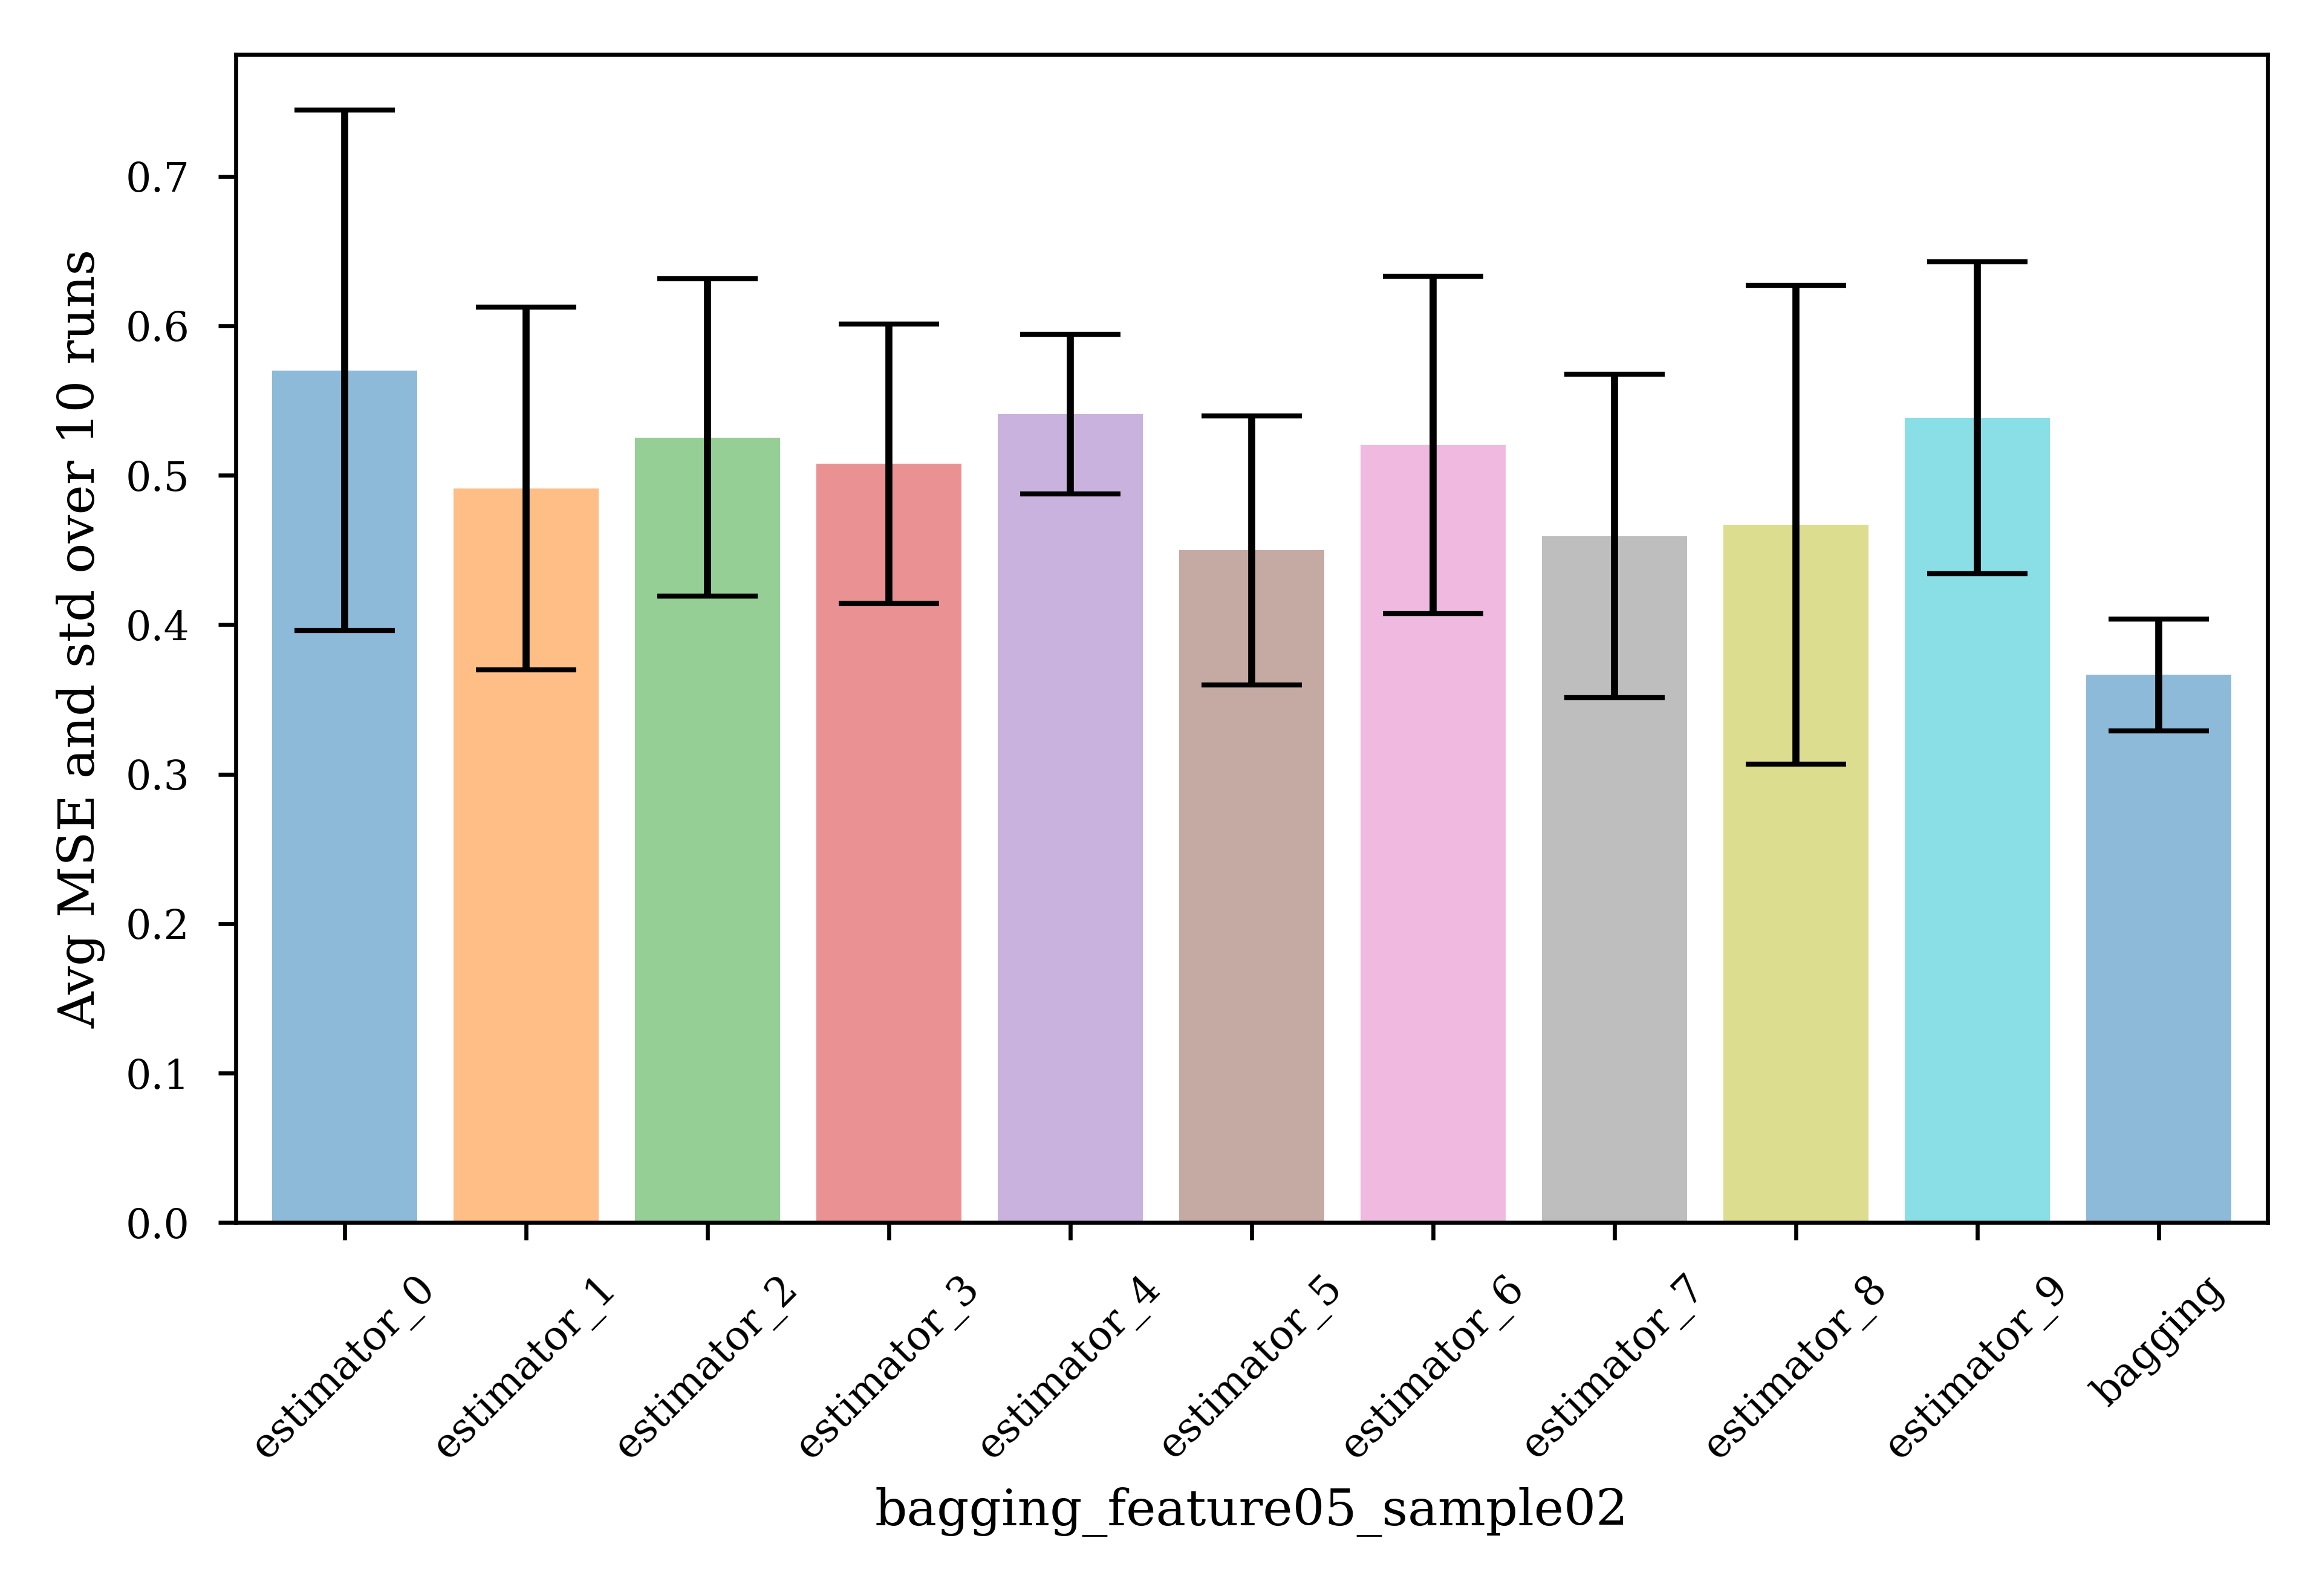 Avg MSE and std over 10 runs
0.7
0.6
0.5
0.4
0.3
0.2
0.1
0.0
estimator_0
estimator_1
estimator_2
estimator_3
estimator_4
estimator_5
estimator_6
estimator_7
estimator_8
estimator_9
bagging
bagging_feature05_sample02